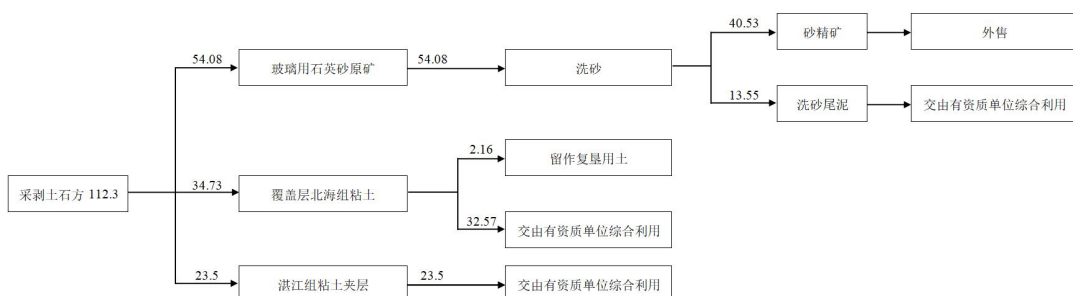 40.53
砂精矿
外售
54.08
玻璃用石英砂原矿
54.08
洗砂
13.55
洗砂尾泥
交由有资质单位综合利用
2.16
留作复垦用土
采剥土石方 112.3
34.73
覆盖层北海组粘土
32.57
交由有资质单位综合利用
23.5
湛江组粘土夹层
23.5
交由有资质单位综合利用